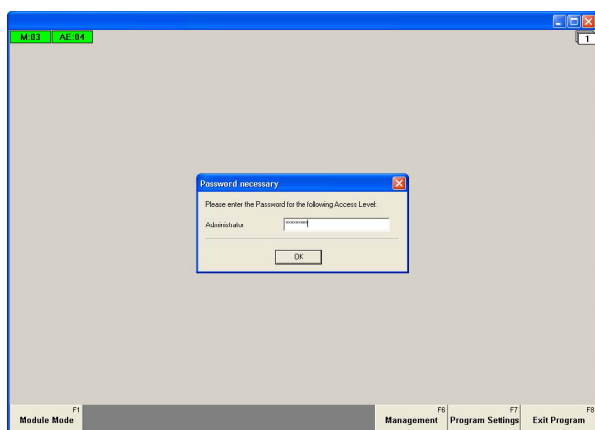 M:03 AE:04 1
Password necessary
Please enter the Password for the following Access Level:
Administrator
********
OK
F1 F6 F7 F8
Module Mode Management Program Settings Exit Program